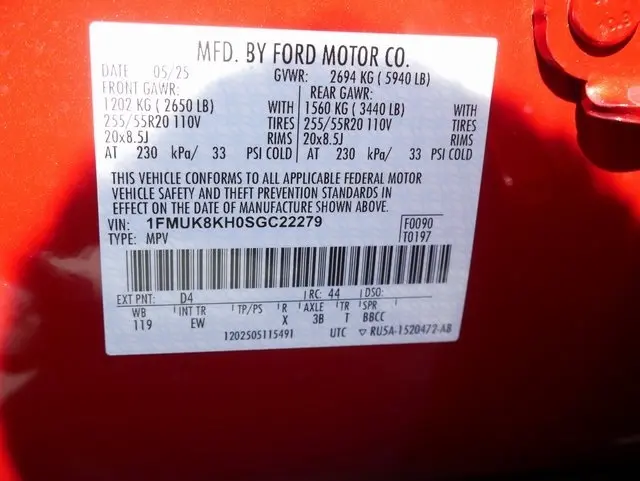 MFD. BY FORD MOTOR CO.
DATE 05/25 GVWR: 2694 KG ( 5940 LB)
FRONT GAWR: REAR GAWR:
1202 KG ( 2650 LB) WITH 1560 KG ( 3440 LB) WITH
255/55R20 110V TIRES 255/55R20 110V TIRES
20x8.5J RIMS 20x8.5J RIMS
AT 230 kPa/ 33 PSI COLD AT 230 kPa/ 33 PSI COLD
THIS VEHICLE CONFORMS TO ALL APPLICABLE FEDERAL MOTOR
VEHICLE SAFETY AND THEFT PREVENTION STANDARDS IN
EFFECT ON THE DATE OF MANUFACTURE SHOWN ABOVE.
VIN: 1FMUK8KH0SGC22279 F0090
TYPE: MPV T0197
EXT PNT: D4 RC: 44 DSO:
WB INT TR TP/PS R AXLE TR SPR
119 EW X 3B T BBCC
1202505115491 UTC ▽ RU5A-1520472-AB